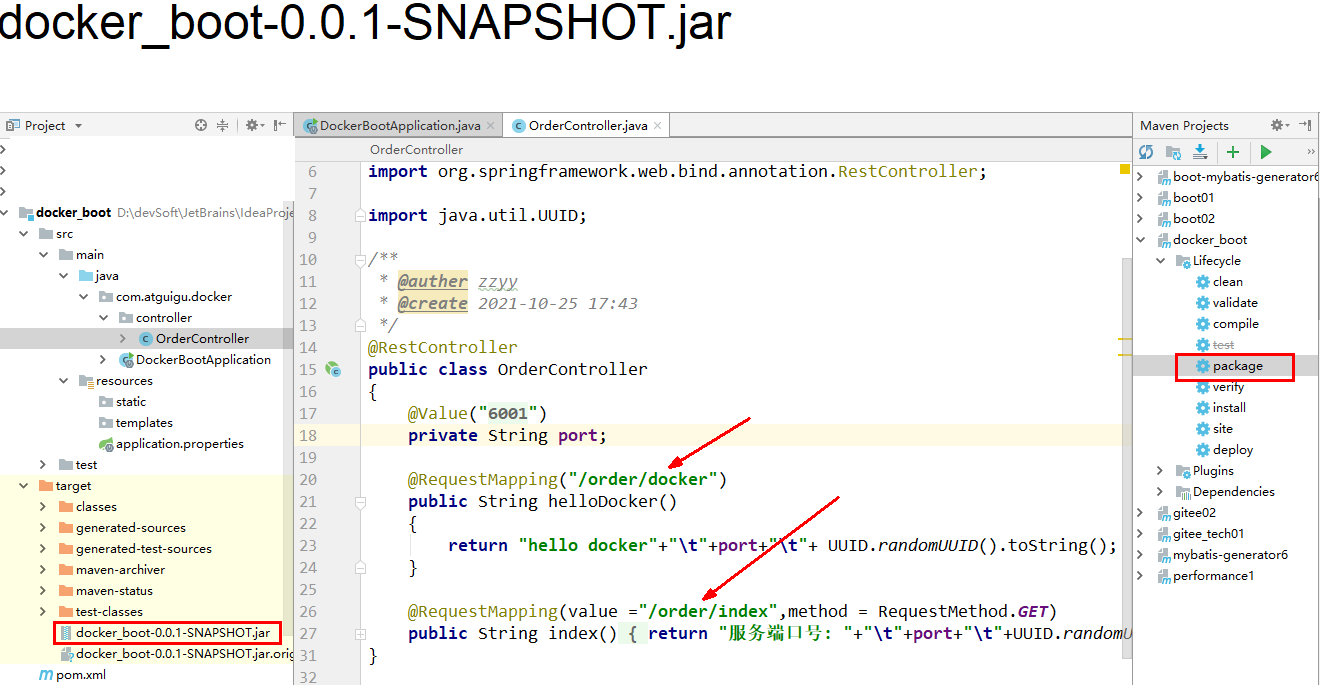 docker_boot-0.0.1-SNAPSHOT.jar
Project
docker_boot D:\devSoft\JetBrains\IdeaProje
src
main
java
com.atguigu.docker
controller
OrderController
DockerBootApplication
resources
static
templates
application.properties
test
target
classes
generated-sources
generated-test-sources
maven-archiver
maven-status
test-classes
docker_boot-0.0.1-SNAPSHOT.jar
docker_boot-0.0.1-SNAPSHOT.jar.orig
pom.xml
DockerBootApplication.java
OrderController.java
OrderController
6 import org.springframework.web.bind.annotation.RestController;
7
8 import java.util.UUID;
9
10 /**
11 * @auther zzyy
12 * @create 2021-10-25 17:43
13 */
14 @RestController
15 public class OrderController
16 {
17 @Value("6001")
18 private String port;
19
20 @RequestMapping("/order/docker")
21 public String helloDocker()
22 {
23 return "hello docker"+"\t"+port+"\t"+ UUID.randomUUID().toString();
24 }
25
26 @RequestMapping(value ="/order/index",method = RequestMethod.GET)
27 public String index() { return "服务端口号: "+"\t"+port+"\t"+UUID.randomU
31 }
32
Maven Projects
boot-mybatis-generator6
boot01
boot02
docker_boot
Lifecycle
clean
validate
compile
test
package
verify
install
site
deploy
Plugins
Dependencies
gitee02
gitee_tech01
mybatis-generator6
performance1